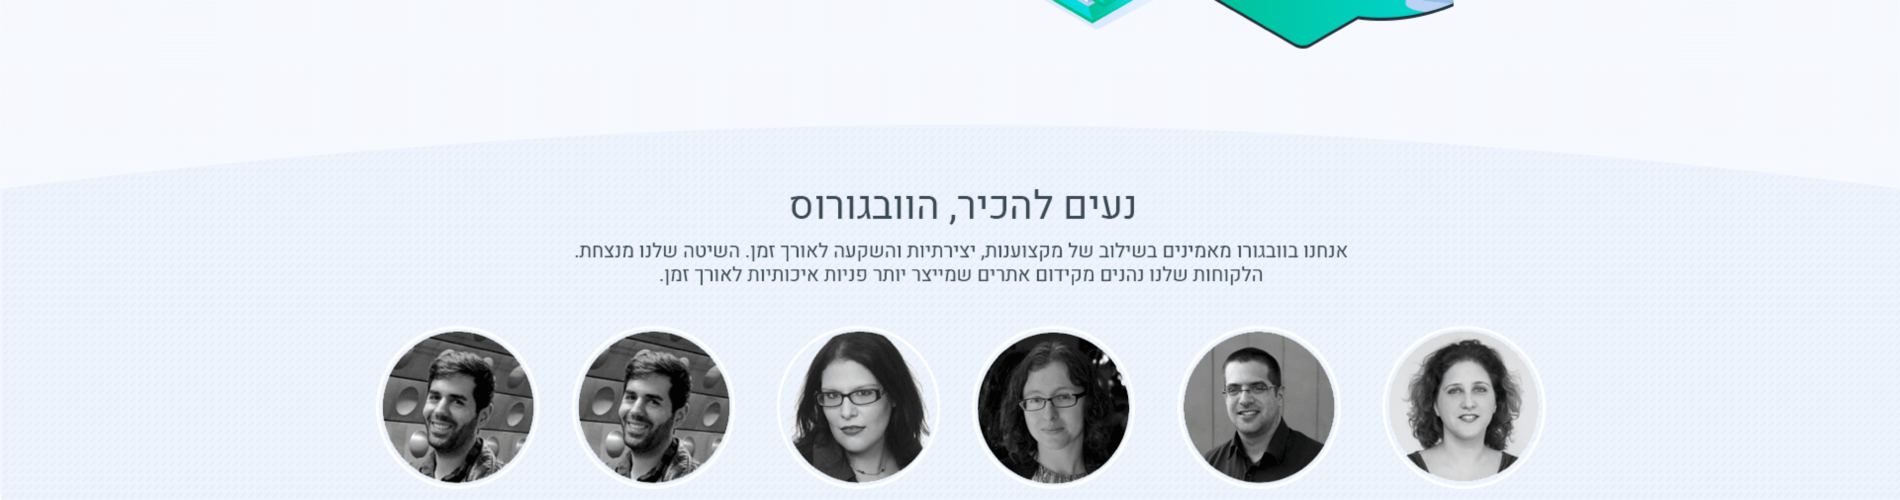 נעים להכיר, הוובגורוס
אנחנו בוובגורו מאמינים בשילוב של מקצוענות, יצירתיות והשקעה לאורך זמן. השיטה שלנו מנצחת.
הלקוחות שלנו נהנים מקידום אתרים שמייצר יותר פניות איכותיות לאורך זמן.